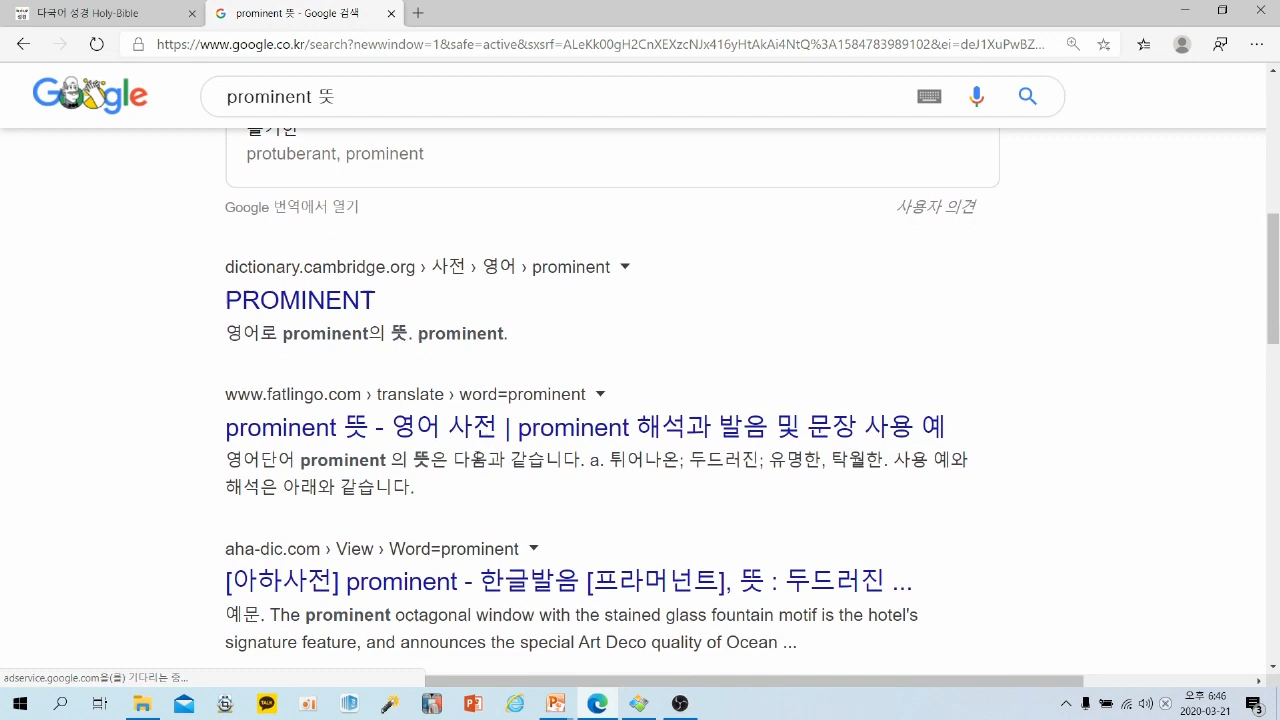 다국어 성경 Holy-Bible
prominent 뜻 - Google 검색
https://www.google.co.kr/search?newwindow=1&safe=active&sxsrf=ALeKk00gH2CnXEXzcNJx416yHtAkAi4NtQ%3A1584783989102&ei=deJ1XuPwBZ...
Google
prominent 뜻
protuberant, prominent
Google 번역에서 열기
사용자 의견
dictionary.cambridge.org › 사전 › 영어 › prominent
PROMINENT
영어로 prominent의 뜻. prominent.
www.fatlingo.com › translate › word=prominent
prominent 뜻 - 영어 사전 | prominent 해석과 발음 및 문장 사용 예
영어단어 prominent 의 뜻은 다음과 같습니다. a. 튀어나온; 두드러진; 유명한, 탁월한. 사용 예와
해석은 아래와 같습니다.
aha-dic.com › View › Word=prominent
[아하사전] prominent - 한글발음 [프라머넌트], 뜻 : 두드러진 ...
예문. The prominent octagonal window with the stained glass fountain motif is the hotel's
signature feature, and announces the special Art Deco quality of Ocean ...
adservice.google.com을(를) 기다리는 중...
TALK
오후 6:46
2020-03-21
3